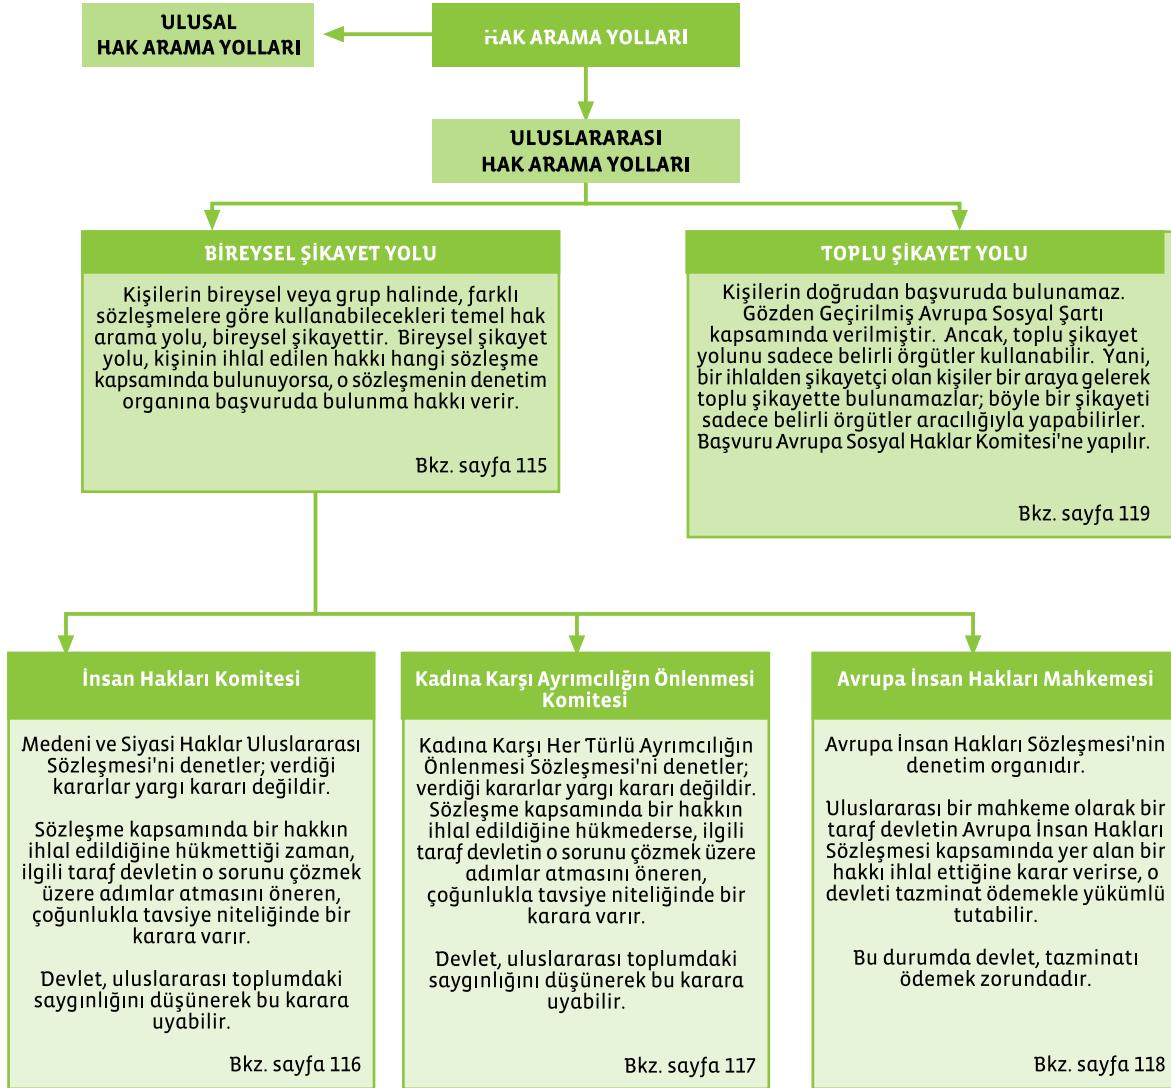 ULUSAL
HAK ARAMA YOLLARI
HAK ARAMA YOLLARI
ULUSLARARASI
HAK ARAMA YOLLARI
BİREYSEL ŞİKAYET YOLU
Kişilerin bireysel veya grup halinde, farklı
sözleşmelere göre kullanabilecekleri temel hak
arama yolu, bireysel şikayettir. Bireysel şikayet
yolu, kişinin ihlal edilen hakkı hangi sözleşme
kapsamında bulunuyorsa, o sözleşmenin denetim
organına başvuruda bulunma hakkı verir.
Bkz. sayfa 115
TOPLU ŞİKAYET YOLU
Kişilerin doğrudan başvuruda bulunamaz.
Gözden Geçirilmiş Avrupa Sosyal Şartı
kapsamında verilmiştir. Ancak, toplu şikayet
yolunu sadece belirli örgütler kullanabilir. Yani,
bir ihlalden şikayetçi olan kişiler bir araya gelerek
toplu şikayette bulunamazlar; böyle bir şikayeti
sadece belirli örgütler aracılığıyla yapabilirler.
Başvuru Avrupa Sosyal Haklar Komitesi'ne yapılır.
Bkz. sayfa 119
İnsan Hakları Komitesi
Medeni ve Siyasi Haklar Uluslararası
Sözleşmesi'ni denetler; verdiği
kararlar yargı kararı değildir.
Sözleşme kapsamında bir hakkın
ihlal edildiğine hükmettiği zaman,
ilgili taraf devletin o sorunu çözmek
üzere adımlar atmasını öneren,
çoğunlukla tavsiye niteliğinde bir
karara varır.
Devlet, uluslararası toplumdaki
saygınlığını düşünerek bu karara
uyabilir.
Bkz. sayfa 116
Kadına Karşı Ayrımcılığın Önlenmesi
Komitesi
Kadına Karşı Her Türlü Ayrımcılığın
Önlenmesi Sözleşmesi'ni denetler;
verdiği kararlar yargı kararı değildir.
Sözleşme kapsamında bir hakkın
ihlal edildiğine hükmederse, ilgili
taraf devletin o sorunu çözmek üzere
adımlar atmasını öneren,
çoğunlukla tavsiye niteliğinde bir
karara varır.
Devlet, uluslararası toplumdaki
saygınlığını düşünerek bu karara
uyabilir.
Bkz. sayfa 117
Avrupa İnsan Hakları Mahkemesi
Avrupa İnsan Hakları Sözleşmesi'nin
denetim organıdır.
Uluslararası bir mahkeme olarak bir
taraf devletin Avrupa İnsan Hakları
Sözleşmesi kapsamında yer alan bir
hakkı ihlal ettiğine karar verirse, o
devleti tazminat ödemekle yükümlü
tutabilir.
Bu durumda devlet, tazminatı
ödemek zorundadır.
Bkz. sayfa 118